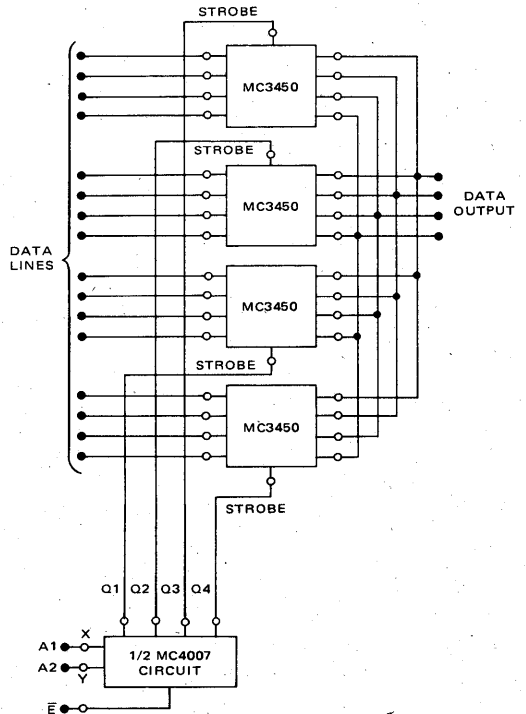 STROBE
MC3450
STROBE
MC3450
DATA
OUTPUT
DATA
LINES
MC3450
STROBE
MC3450
STROBE
Q1 Q2 Q3 Q4
A1 X
A2 Y
1/2 MC4007
CIRCUIT
E̅